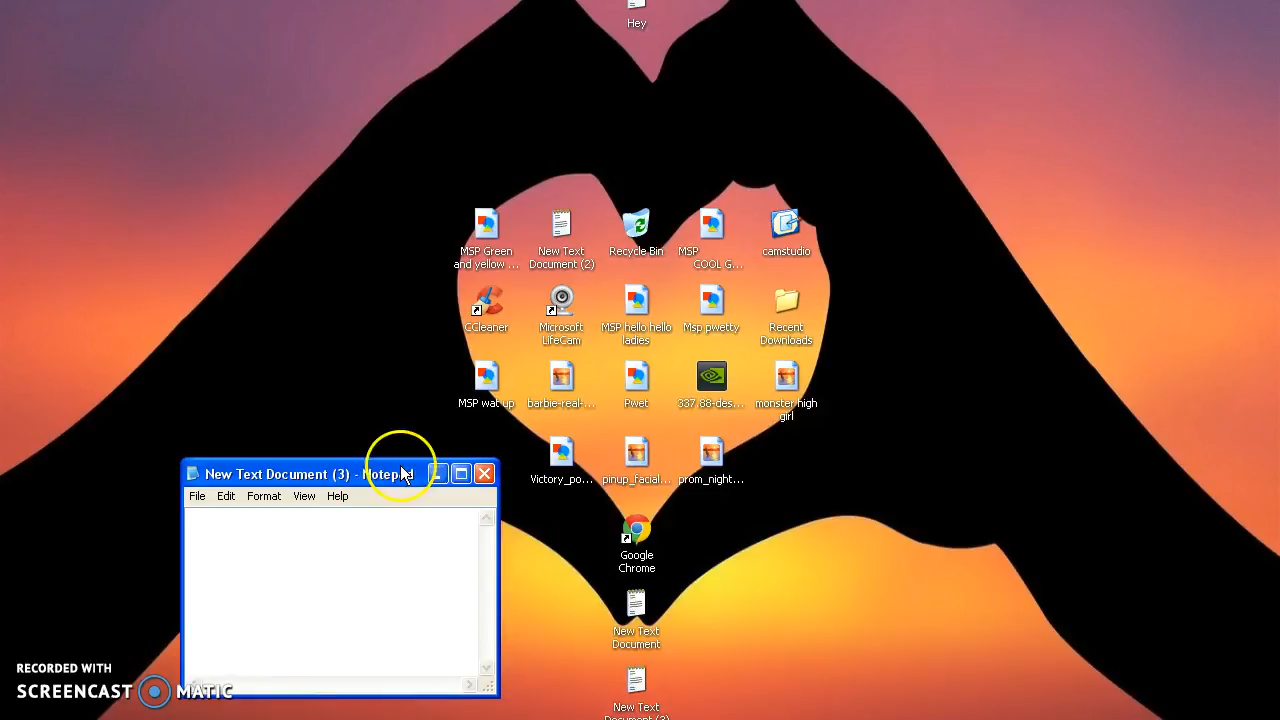 Hey
MSP Green
and yellow ...
New Text
Document (2)
Recycle Bin
MSP
COOL G...
camstudio
CCleaner
Microsoft
LifeCam
MSP hello hello
ladies
Msp pwetty
Recent
Downloads
MSP wat up
barbie-real-...
Pwet
337.88-des...
monster high
girl
Victory_po...
pinup_facial...
prom_night...
Google
Chrome
New Text
Document
New Text
Document (3)
New Text Document (3) - Notepad
File Edit Format View Help
RECORDED WITH
SCREENCAST MATIC